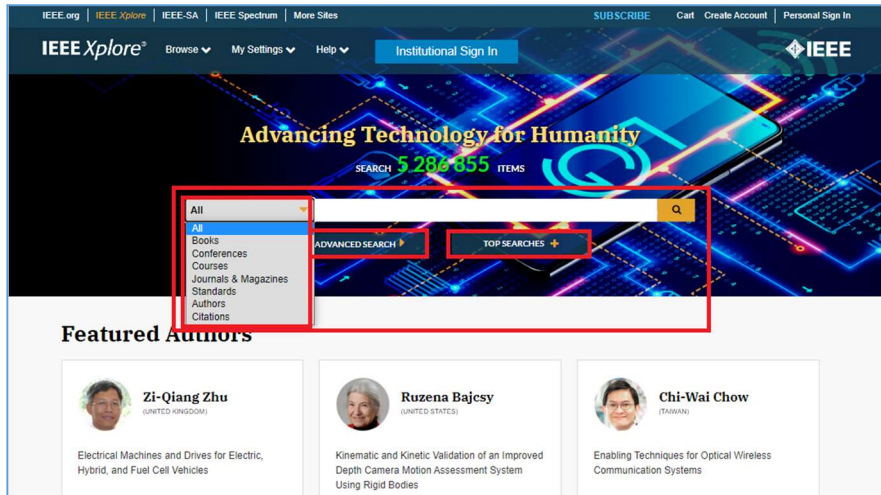 IEEE.org IEEE Xplore IEEE-SA IEEE Spectrum More Sites SUBSCRIBE Cart Create Account Personal Sign In
IEEE Xplore® Browse My Settings Help Institutional Sign In IEEE
Advancing Technology for Humanity
SEARCH 5 286 855 ITEMS
All
All
Books
Conferences
Courses
Journals & Magazines
Standards
Authors
Citations
ADVANCED SEARCH TOP SEARCHES +
Featured Authors
Zi-Qiang Zhu
(UNITED KINGDOM)
Electrical Machines and Drives for Electric,
Hybrid, and Fuel Cell Vehicles
Ruzena Bajcsy
(UNITED STATES)
Kinematic and Kinetic Validation of an Improved
Depth Camera Motion Assessment System
Using Rigid Bodies
Chi-Wai Chow
(TAIWAN)
Enabling Techniques for Optical Wireless
Communication Systems